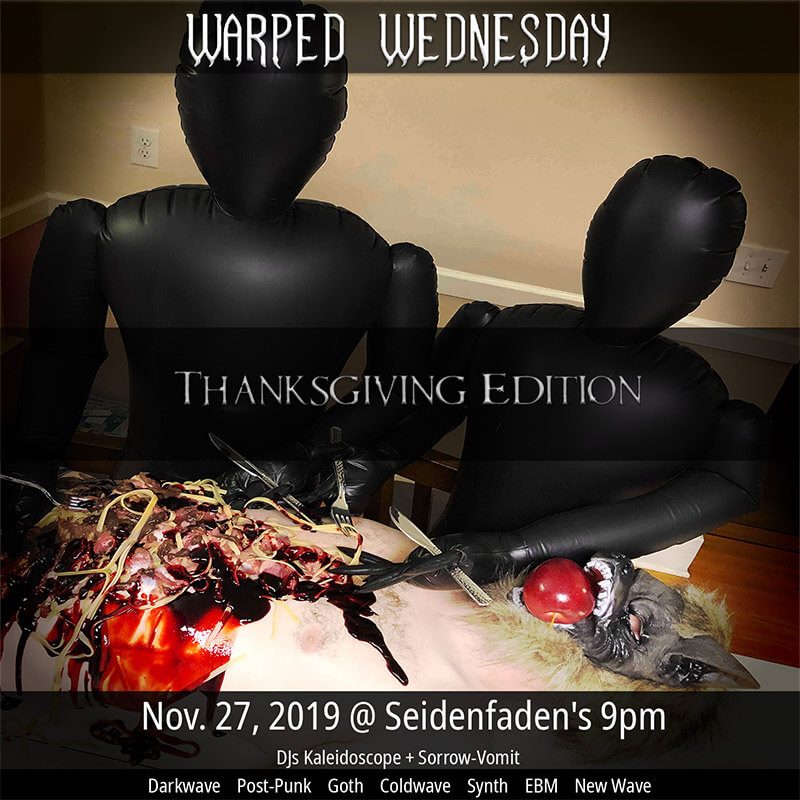 WARPED WEDNESDAY
THANKSGIVING EDITION
Nov. 27, 2019 @ Seidenfaden's 9pm
DJs Kaleidoscope + Sorrow-Vomit
Darkwave Post-Punk Goth Coldwave Synth EBM New Wave